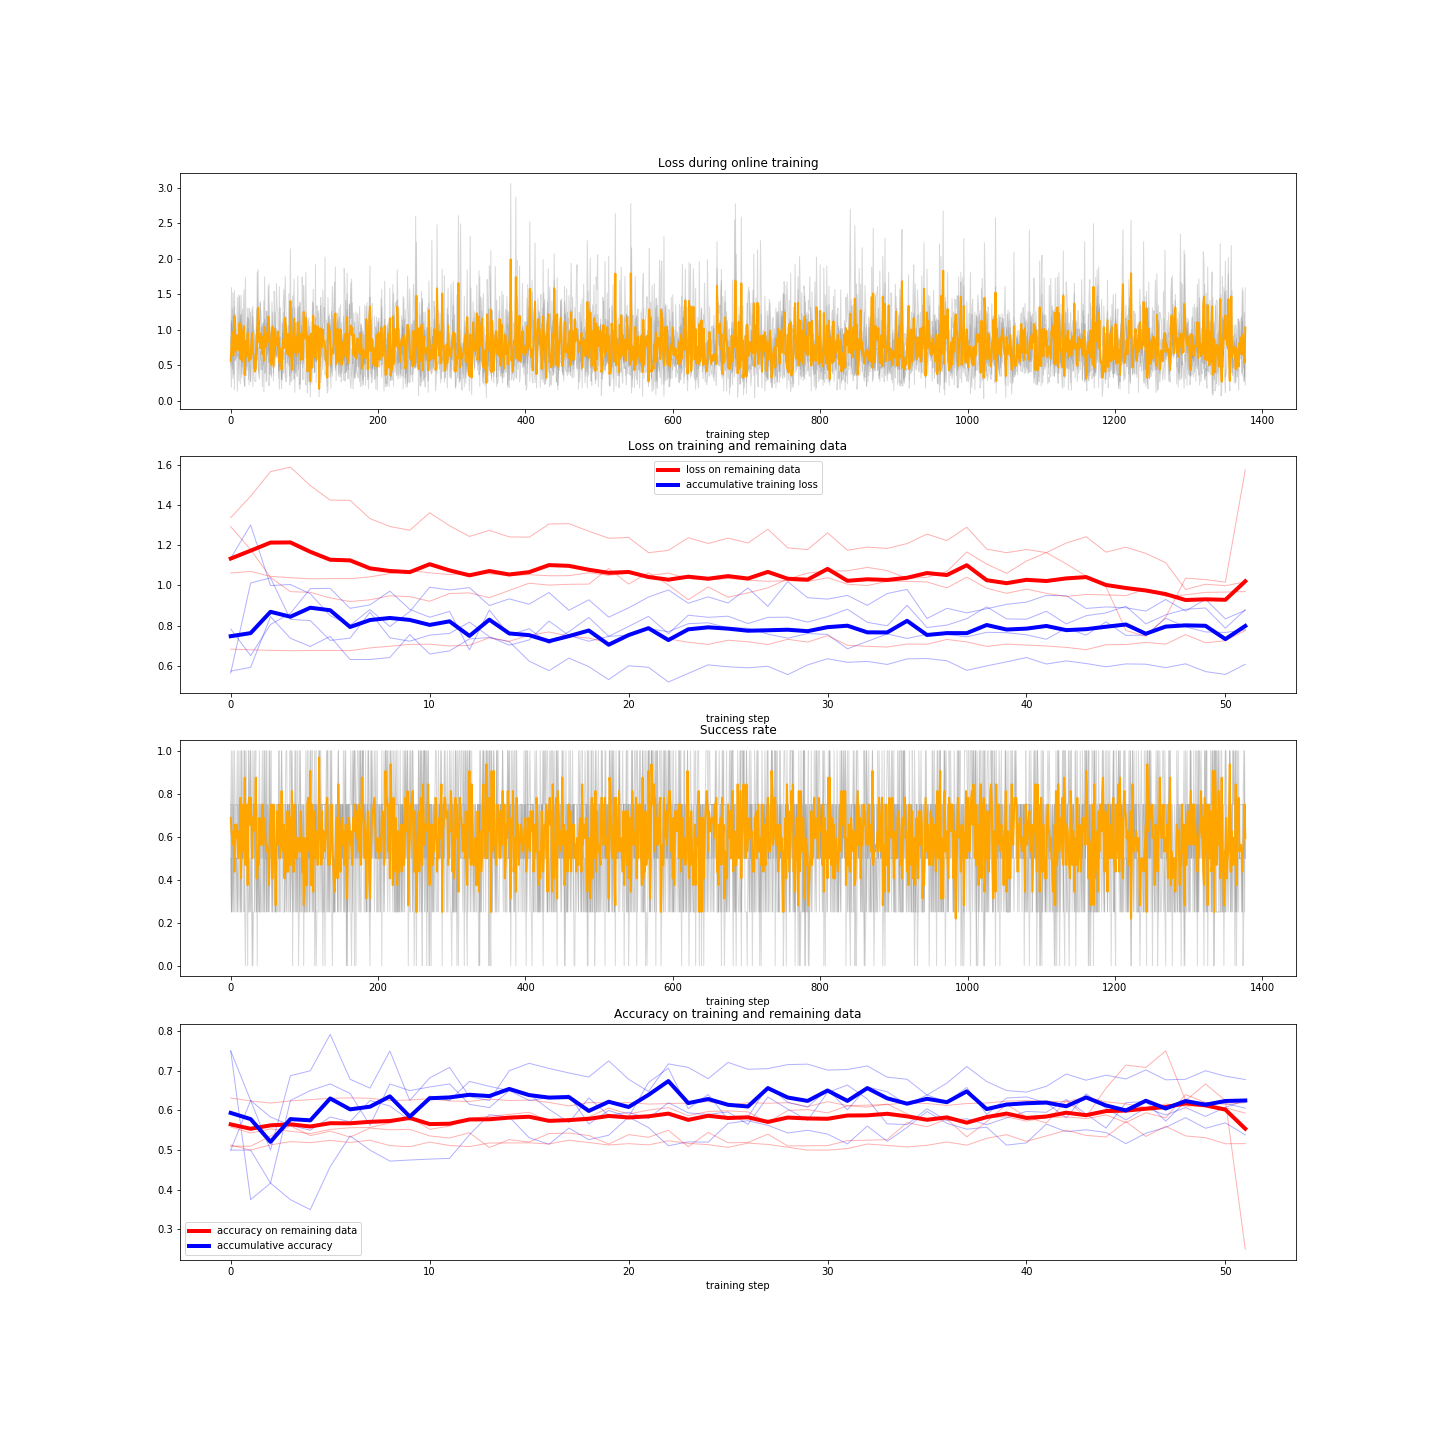 Loss during online training
3.0
2.5
2.0
1.5
1.0
0.5
0.0
0 200 400 600 800 1000 1200 1400
training step
Loss on training and remaining data
1.6
1.4
1.2
1.0
0.8
0.6
loss on remaining data
accumulative training loss
0 10 20 30 40 50
training step
Success rate
1.0
0.8
0.6
0.4
0.2
0.0
0 200 400 600 800 1000 1200 1400
training step
Accuracy on training and remaining data
0.8
0.7
0.6
0.5
0.4
0.3
accuracy on remaining data
accumulative accuracy
0 10 20 30 40 50
training step